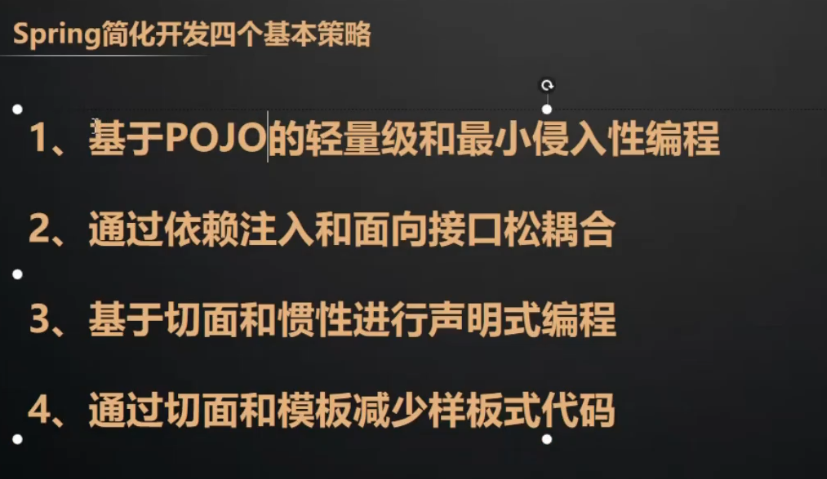 Spring简化开发四个基本策略
1、基于POJO的轻量级和最小侵入性编程
2、通过依赖注入和面向接口松耦合
3、基于切面和惯性进行声明式编程
4、通过切面和模板减少样板式代码